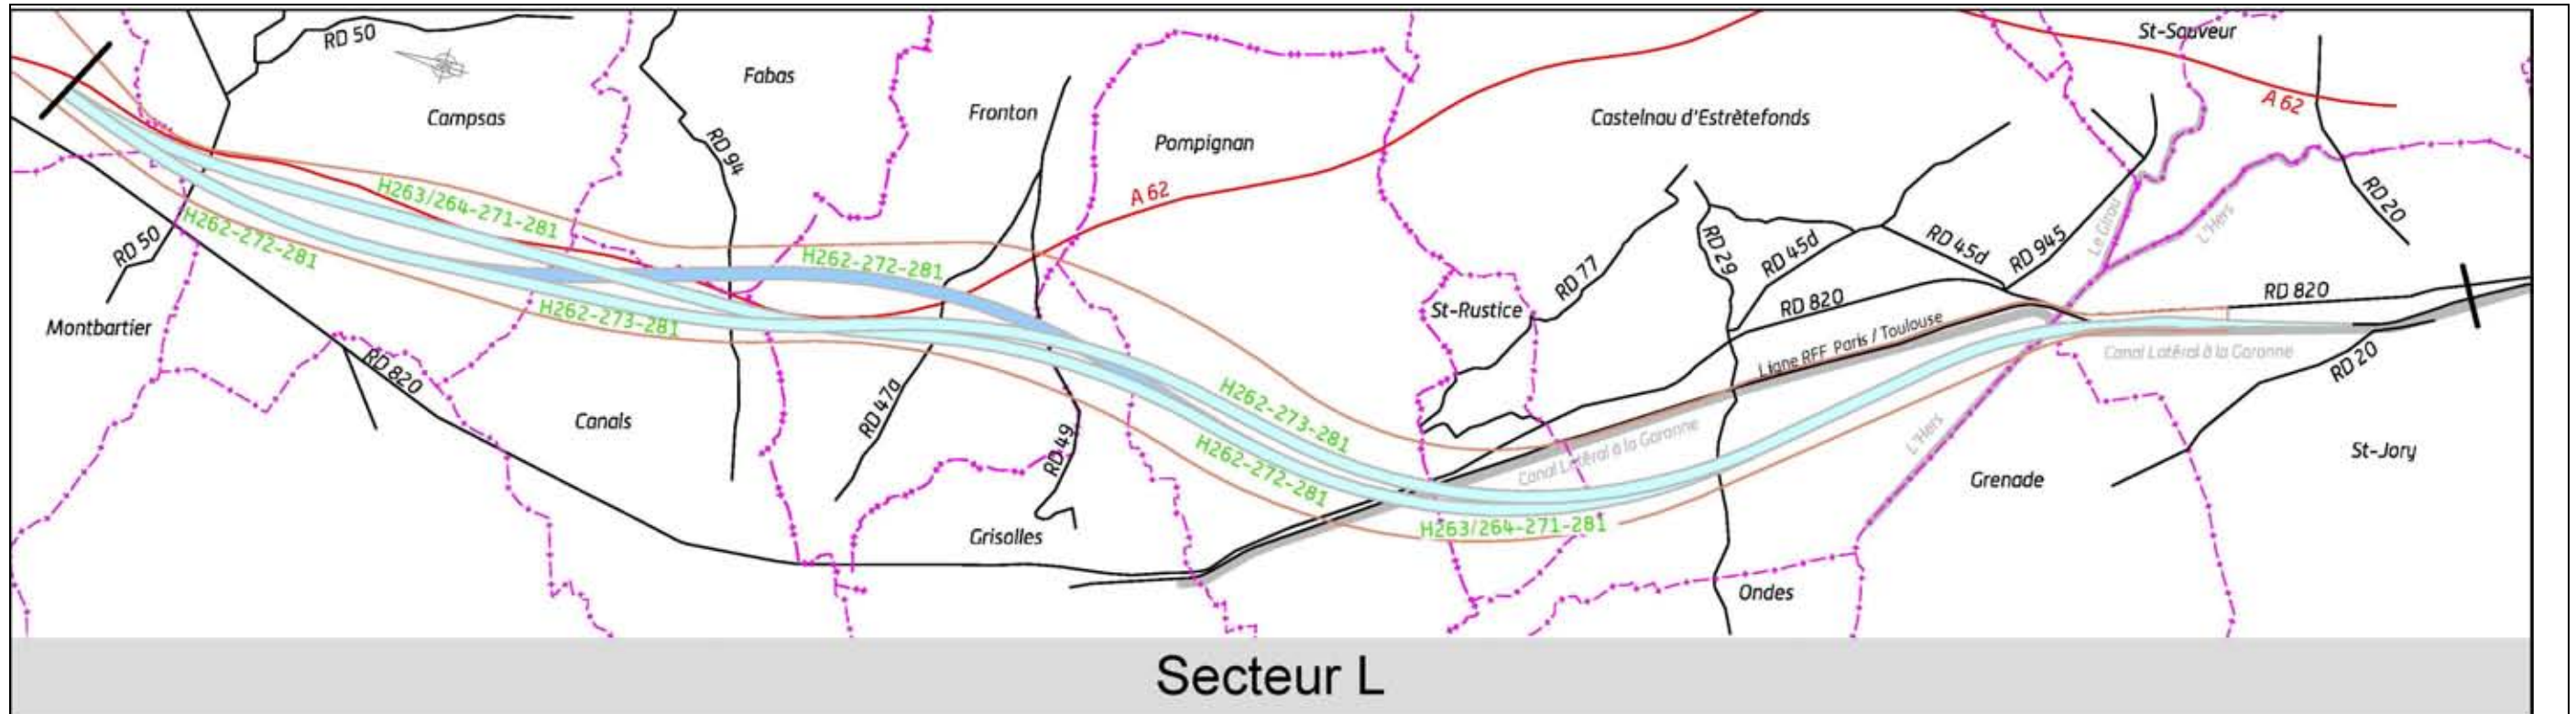 RD 50
St-Sauveur
Fabas
A 62
Campsas
Fronton
Castelnau d'Estrètefonds
Pompignan
RD 94
A 62
RD 20
H263/264-271-281
H262-272-281
RD 50
Le Girou
L'Hers
RD 29
RD 45d
RD 45d
RD 945
H262-272-281
RD 77
St-Rustice
RD 820
RD 820
Montbartier
H262-273-281
Ligne RFF Paris / Toulouse
Canal Latéral à la Garonne
RD 20
RD 820
Canals
RD 47a
RD 49
H262-273-281
H262-272-281
Canal Latéral à la Garonne
L'Hers
Grenade
St-Jory
Grisolles
H263/264-271-281
Ondes
Secteur L